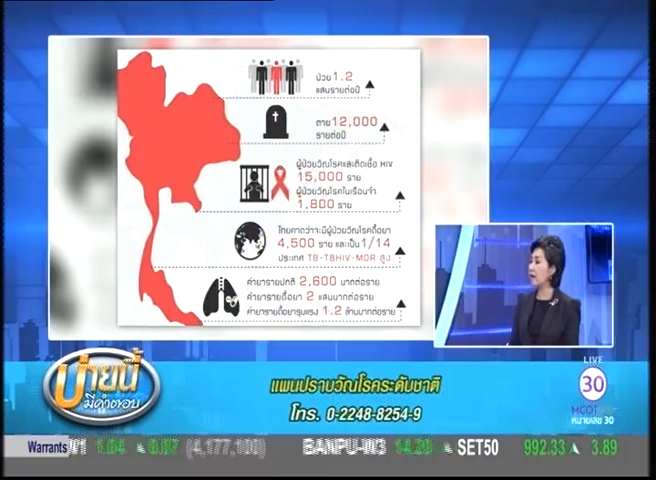 ป่วย 1.2
แสนรายต่อปี
ตาย 12,000
รายต่อปี
ผู้ป่วยวัณโรคและติดเชื้อ HIV
15,000 ราย
ผู้ป่วยวัณโรคในเรือนจำ
1,800 ราย
ไทยคาดว่าจะมีผู้ป่วยวัณโรคดื้อยา
4,500 ราย และเป็น 1/14
ประเทศ TB-TBHIV-MDR สูง
ค่ายารายปกติ 2,600 บาทต่อราย
ค่ายารายดื้อยา 2 แสนบาทต่อราย
ค่ายารายดื้อยารุนแรง 1.2 ล้านบาทต่อราย
บ่ายนี้
มีคำตอบ
แผนปราบวัณโรคระดับชาติ
โทร. 0-2248-8254-9
LIVE
30
MCOT HD
หมายเลข 30
Warrants W1 1.84 0.07 (4,177,100) BANPU-W3 14.20 SET50 992.33 3.89